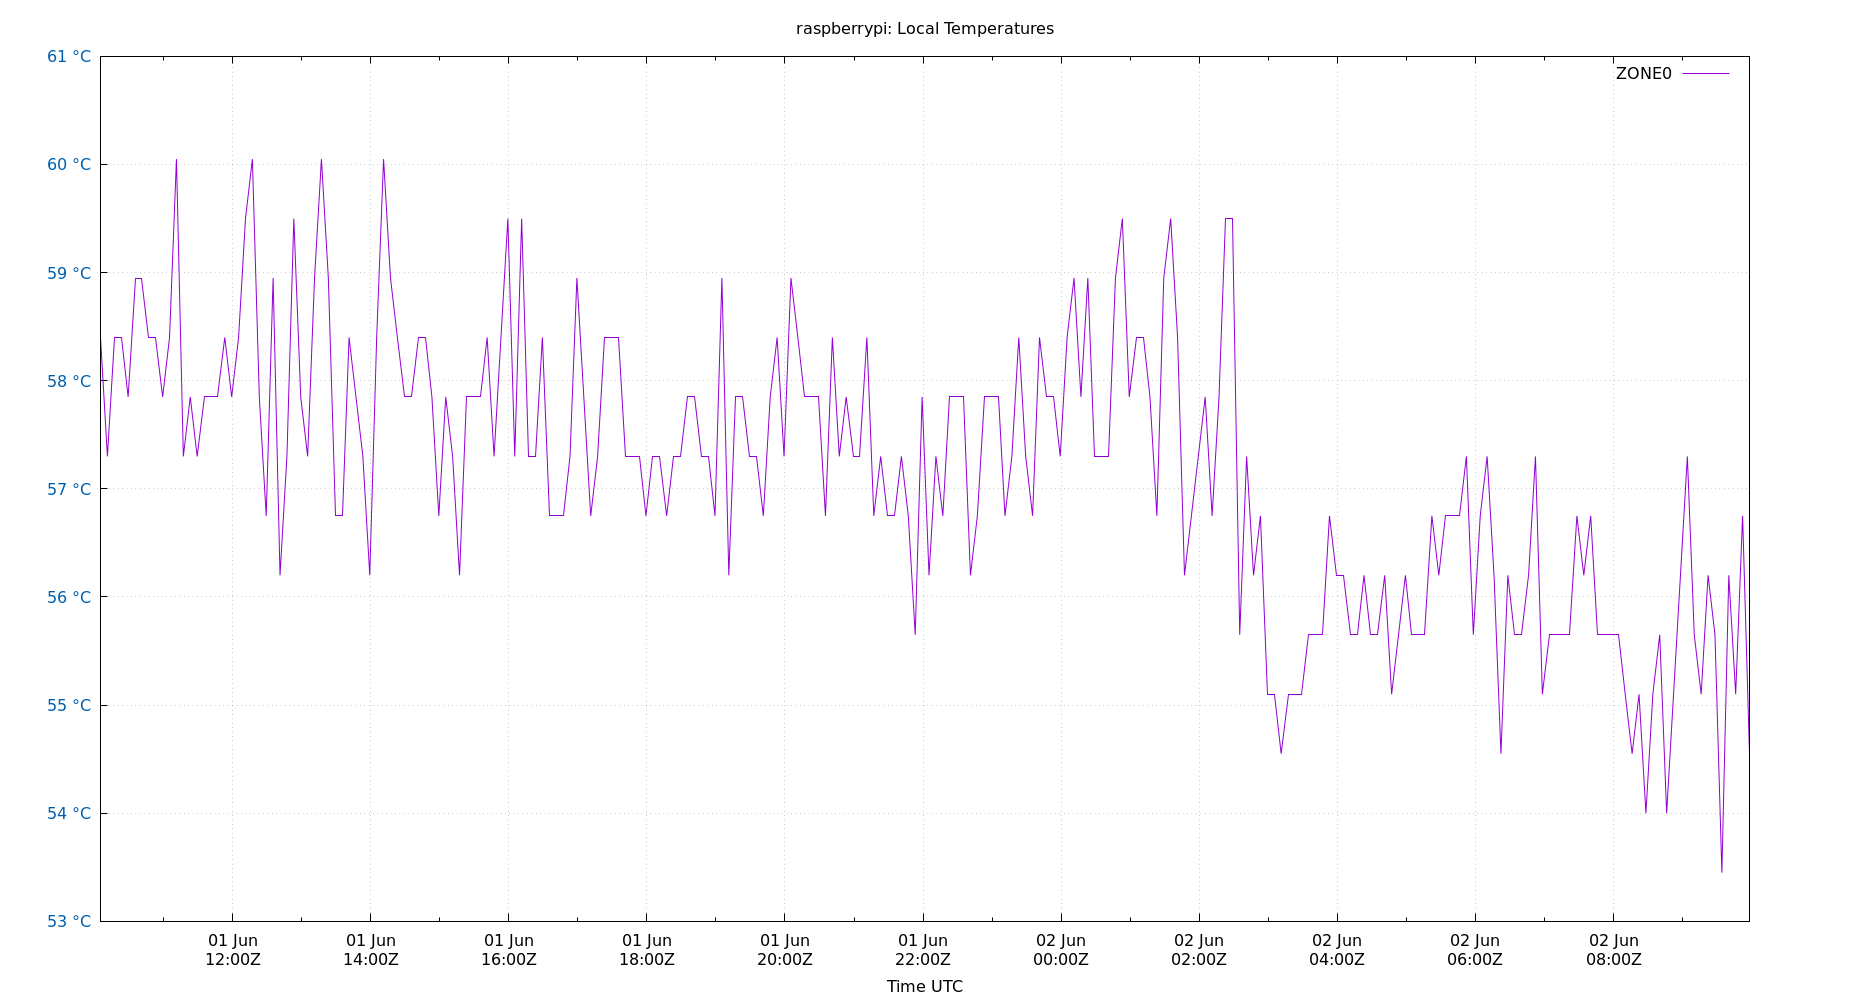 raspberrypi: Local Temperatures
61 °C
ZONE0
60 °C
59 °C
58 °C
57 °C
56 °C
55 °C
54 °C
53 °C
01 Jun 01 Jun 01 Jun 01 Jun 01 Jun 01 Jun 02 Jun 02 Jun 02 Jun 02 Jun 02 Jun
12:00Z 14:00Z 16:00Z 18:00Z 20:00Z 22:00Z 00:00Z 02:00Z 04:00Z 06:00Z 08:00Z
Time UTC